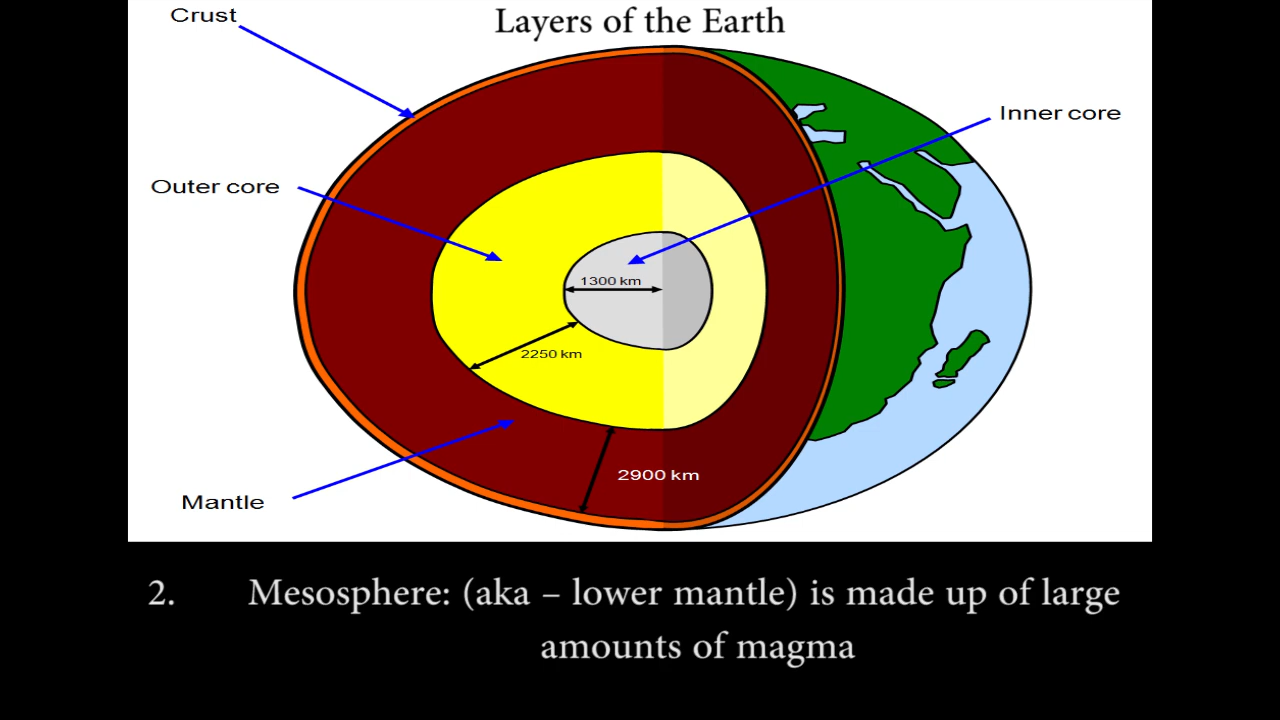 Layers of the Earth
Crust
Inner core
Outer core
1300 km
2250 km
2900 km
Mantle
2. Mesosphere: (aka – lower mantle) is made up of large
amounts of magma